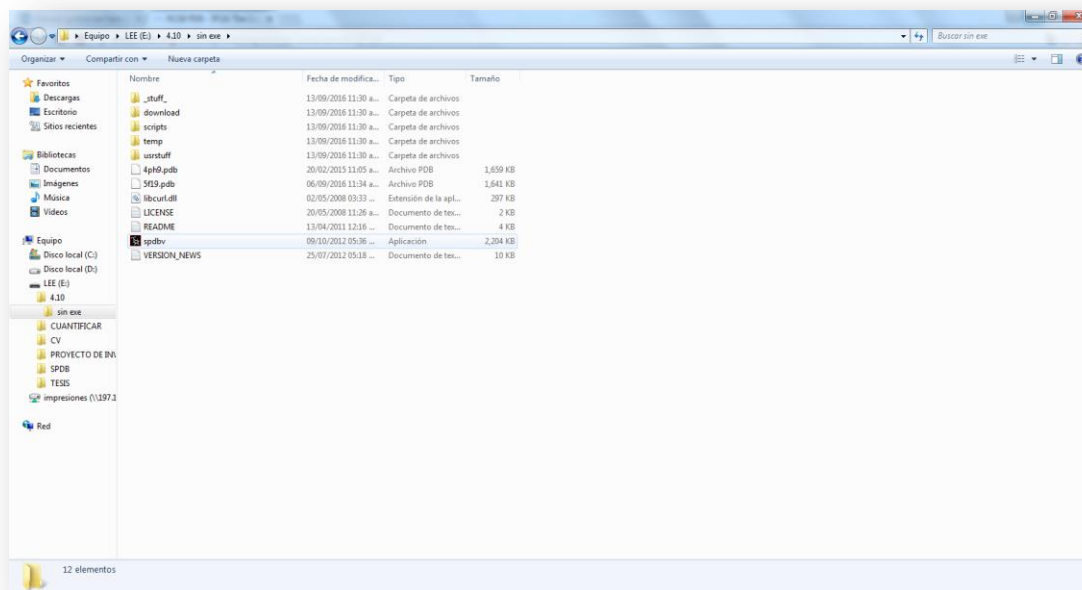 Equipo ▸ LEE (E:) ▸ 4.10 ▸ sin exe ▸
Buscar sin exe
Organizar ▾ Compartir con ▾ Nueva carpeta
Nombre Fecha de modifica... Tipo Tamaño
_stuff_ 13/09/2016 11:30 a... Carpeta de archivos
download 13/09/2016 11:30 a... Carpeta de archivos
scripts 13/09/2016 11:30 a... Carpeta de archivos
temp 13/09/2016 11:30 a... Carpeta de archivos
usrstuff 13/09/2016 11:30 a... Carpeta de archivos
4ph9.pdb 20/02/2015 11:05 a... Archivo PDB 1,659 KB
5f19.pdb 06/09/2016 11:34 a... Archivo PDB 1,641 KB
libcurl.dll 02/05/2008 03:33 ... Extensión de la apl... 297 KB
LICENSE 20/05/2008 11:26 a... Documento de tex... 2 KB
README 13/04/2011 12:16 ... Documento de tex... 4 KB
spdbv 09/10/2012 05:36 ... Aplicación 2,204 KB
VERSION_NEWS 25/07/2012 05:18 ... Documento de tex... 10 KB
Favoritos
Descargas
Escritorio
Sitios recientes
Bibliotecas
Documentos
Imágenes
Música
Vídeos
Equipo
Disco local (C:)
Disco local (D:)
LEE (E:)
4.10
sin exe
CUANTIFICAR
CV
PROYECTO DE INV
SPDB
TESIS
impresiones (\\197.1
Red
12 elementos